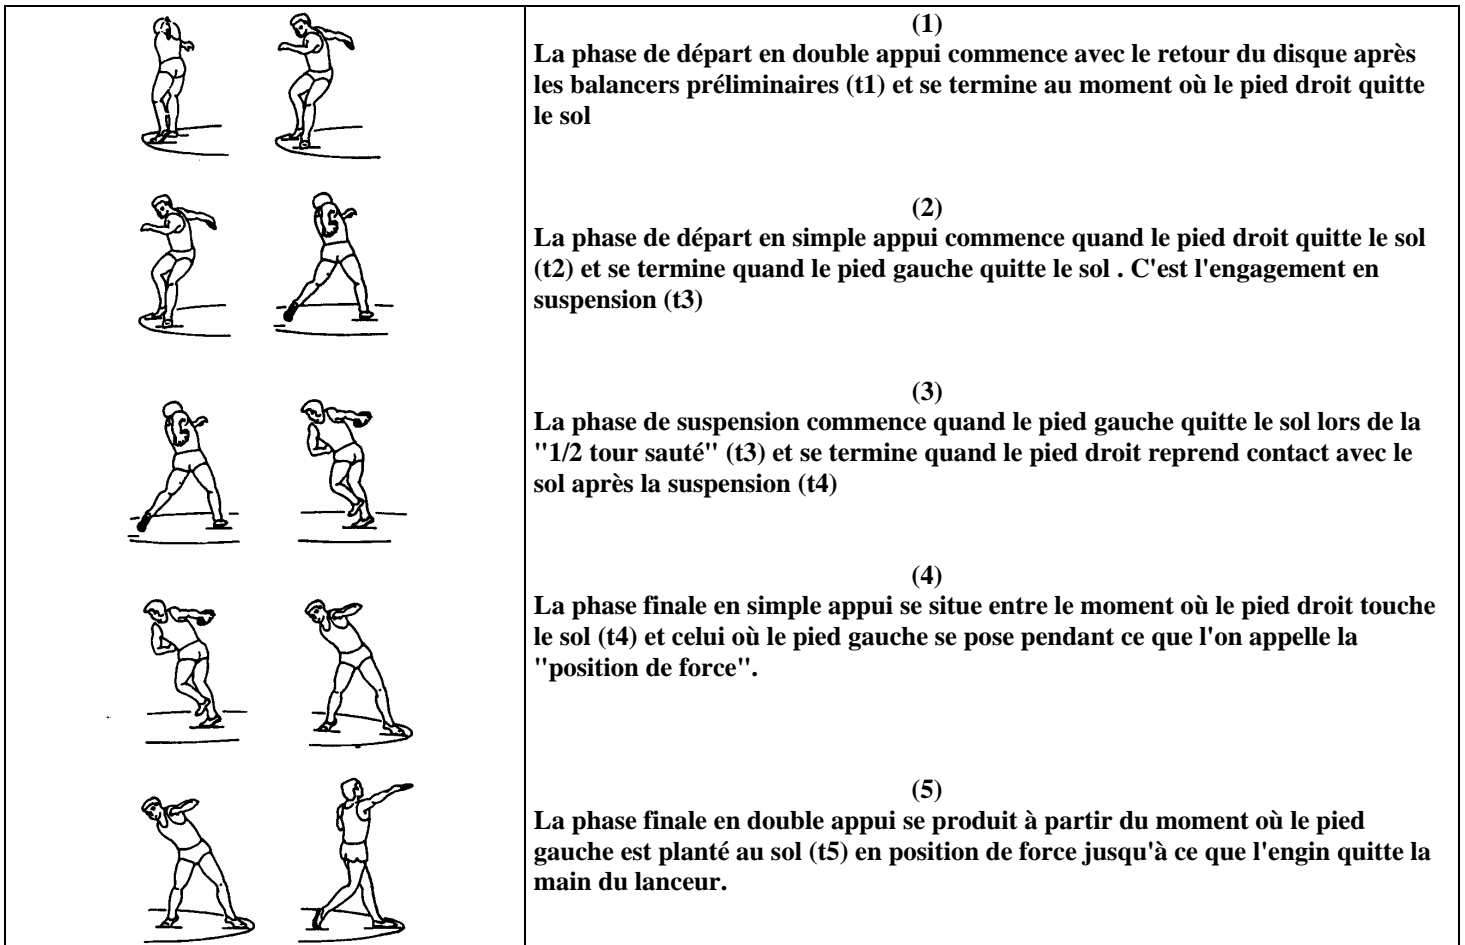 (1)
La phase de départ en double appui commence avec le retour du disque après
les balancers préliminaires (t1) et se termine au moment où le pied droit quitte
le sol
(2)
La phase de départ en simple appui commence quand le pied droit quitte le sol
(t2) et se termine quand le pied gauche quitte le sol . C'est l'engagement en
suspension (t3)
(3)
La phase de suspension commence quand le pied gauche quitte le sol lors de la
"1/2 tour sauté" (t3) et se termine quand le pied droit reprend contact avec le
sol après la suspension (t4)
(4)
La phase finale en simple appui se situe entre le moment où le pied droit touche
le sol (t4) et celui où le pied gauche se pose pendant ce que l'on appelle la
"position de force".
(5)
La phase finale en double appui se produit à partir du moment où le pied
gauche est planté au sol (t5) en position de force jusqu'à ce que l'engin quitte la
main du lanceur.